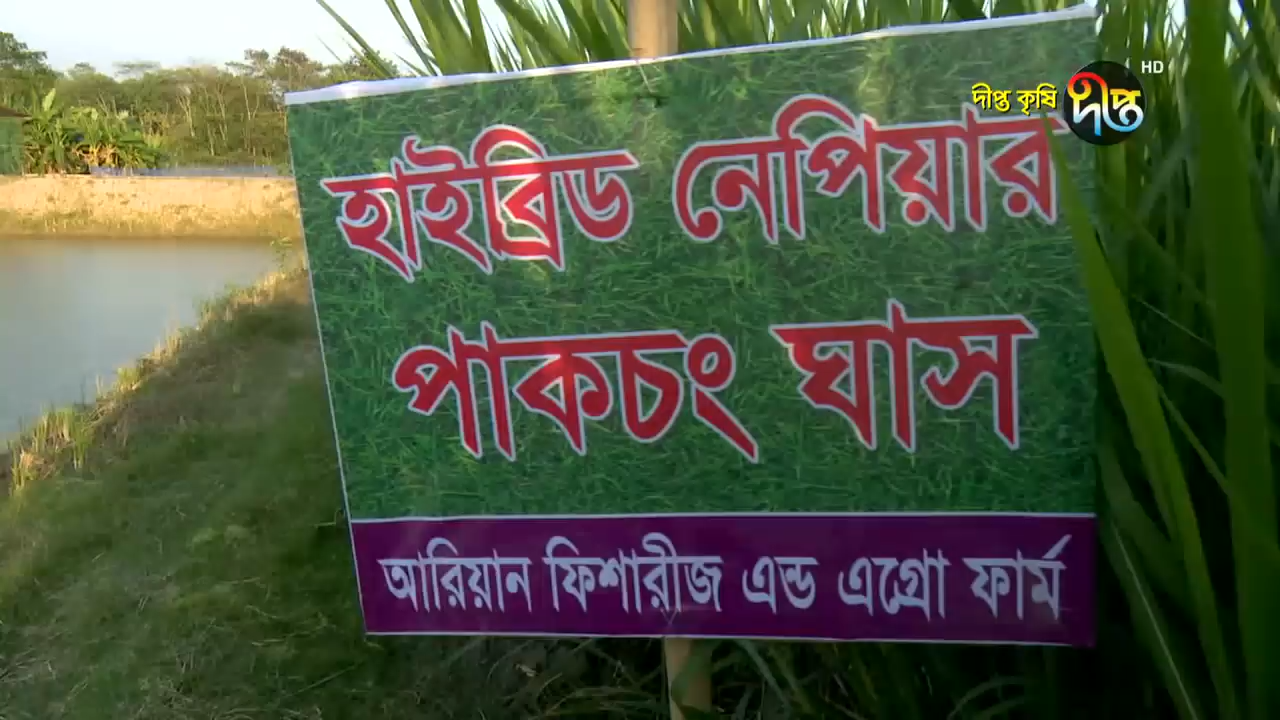 দীপ্ত কৃষি দীপ্ত HD
হাইব্রিড নেপিয়ার
পাকচং ঘাস
আরিয়ান ফিশারীজ এন্ড এগ্রো ফার্ম